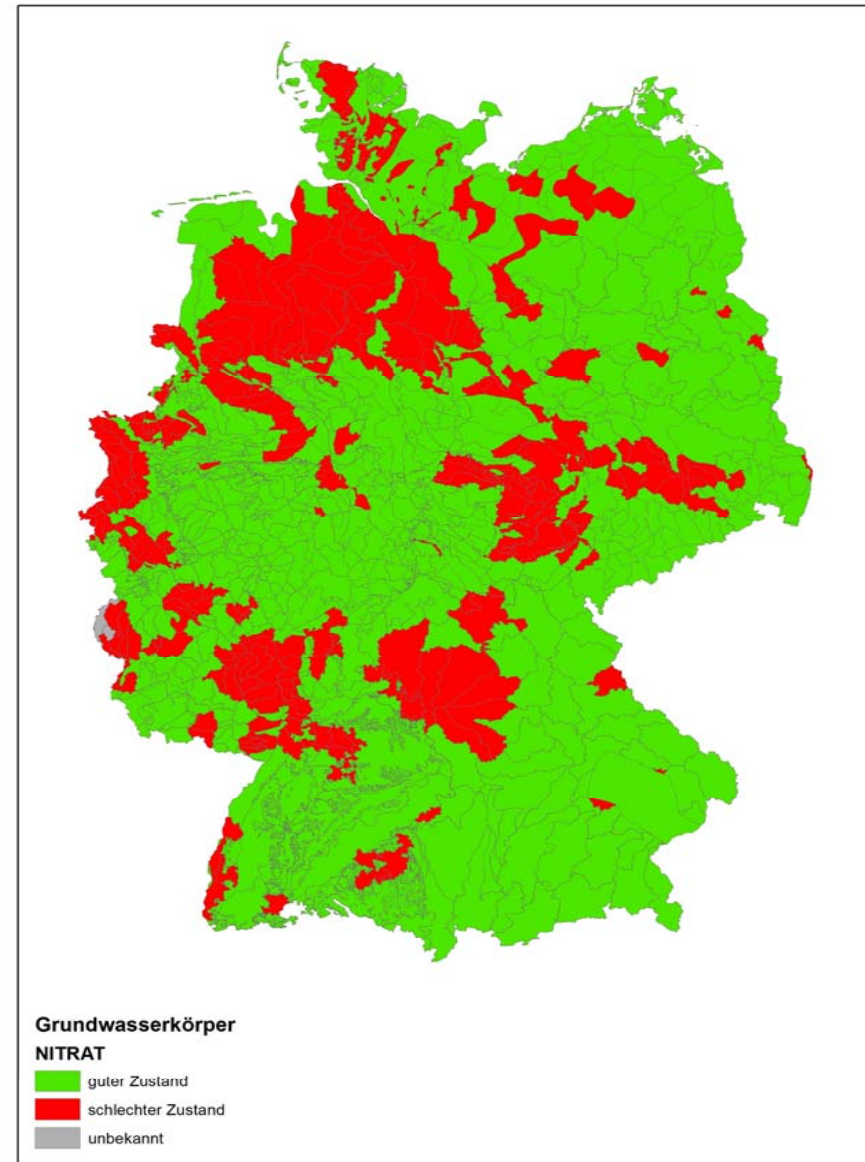 Grundwasserkörper
NITRAT
guter Zustand
schlechter Zustand
unbekannt